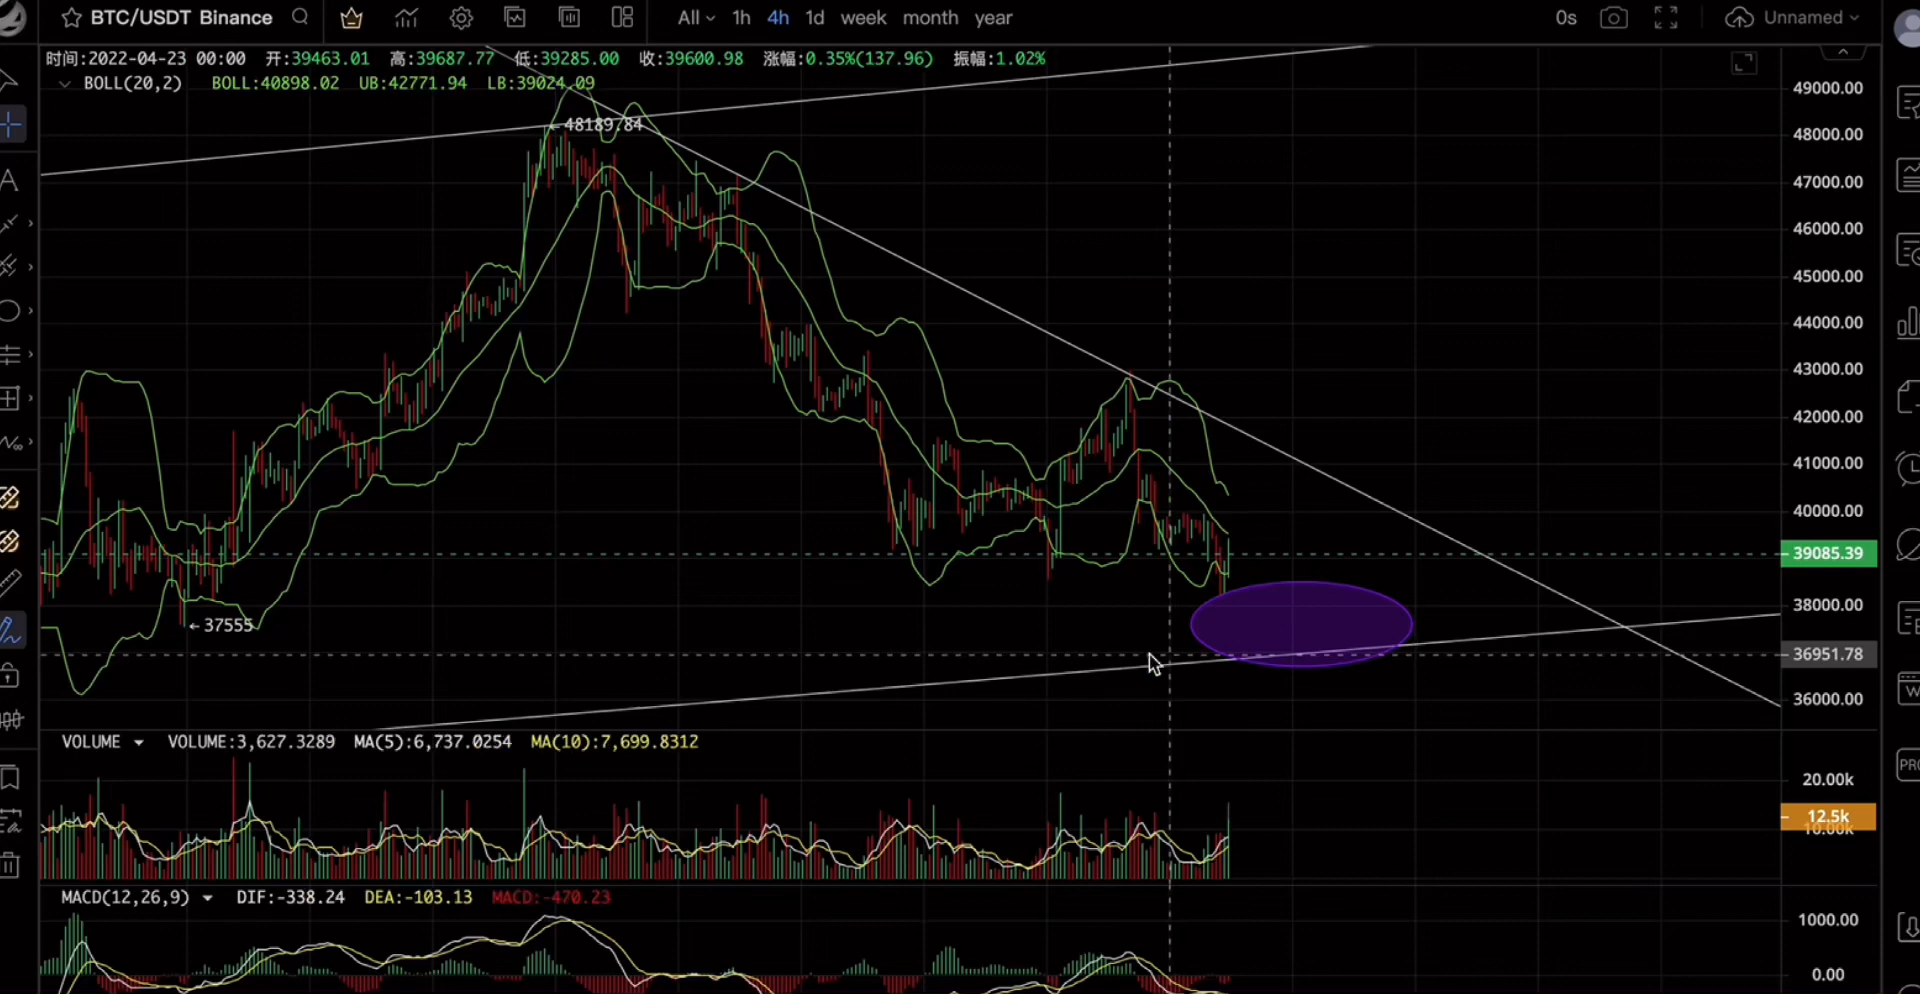 BTC/USDT Binance All 1h 4h 1d week month year 0s Unnamed
时间:2022-04-23 00:00 开:39463.01 高:39687.77 低:39285.00 收:39600.98 涨幅:0.35%(137.96) 振幅:1.02%
BOLL(20,2) BOLL:40898.02 UB:42771.94 LB:39024.09
49000.00
←48189.84
48000.00
47000.00
46000.00
45000.00
44000.00
43000.00
42000.00
41000.00
40000.00
39085.39
38000.00
←37555
36951.78
36000.00
VOLUME VOLUME:3,627.3289 MA(5):6,737.0254 MA(10):7,699.8312
20.00k
12.5k
10.00k
MACD(12,26,9) DIF:-338.24 DEA:-103.13 MACD:-470.23
1000.00
0.00